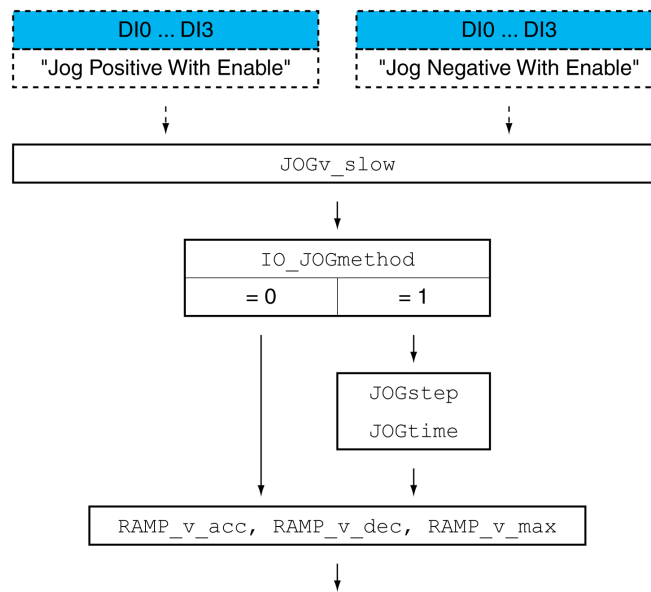 DI0 ... DI3
"Jog Positive With Enable"
DI0 ... DI3
"Jog Negative With Enable"
JOGv_slow
IO_JOGmethod
= 0
= 1
JOGstep
JOGtime
RAMP_v_acc, RAMP_v_dec, RAMP_v_max